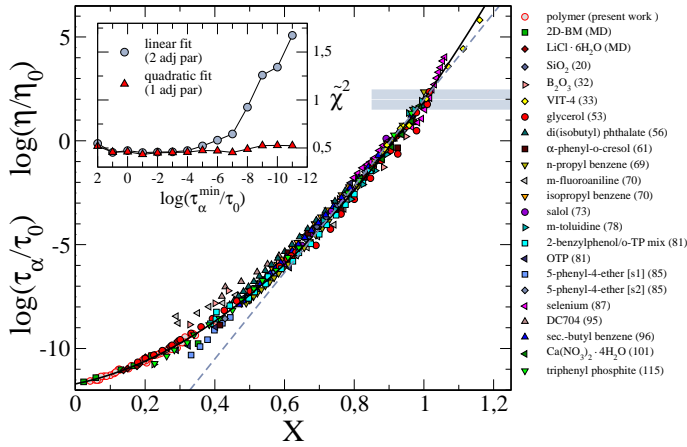 5
0
-5
-10
log(η/η₀)
log(τα/τ₀)
0
0,2
0,4
0,6
0,8
1
1,2
X
linear fit
(2 adj par)
quadratic fit
(1 adj par)
1,5
1
0,5
χ̃²
2
0
-2
-4
-6
-8
-10
-12
log(τα^min/τ₀)
polymer (present work )
2D-BM (MD)
LiCl · 6H₂O (MD)
SiO₂ (20)
B₂O₃ (32)
VIT-4 (33)
glycerol (53)
di(isobutyl) phthalate (56)
α-phenyl-o-cresol (61)
n-propyl benzene (69)
m-fluoroaniline (70)
isopropyl benzene (70)
salol (73)
m-toluidine (78)
2-benzylphenol/o-TP mix (81)
OTP (81)
5-phenyl-4-ether [s1] (85)
5-phenyl-4-ether [s2] (85)
selenium (87)
DC704 (95)
sec.-butyl benzene (96)
Ca(NO₃)₂ · 4H₂O (101)
triphenyl phosphite (115)